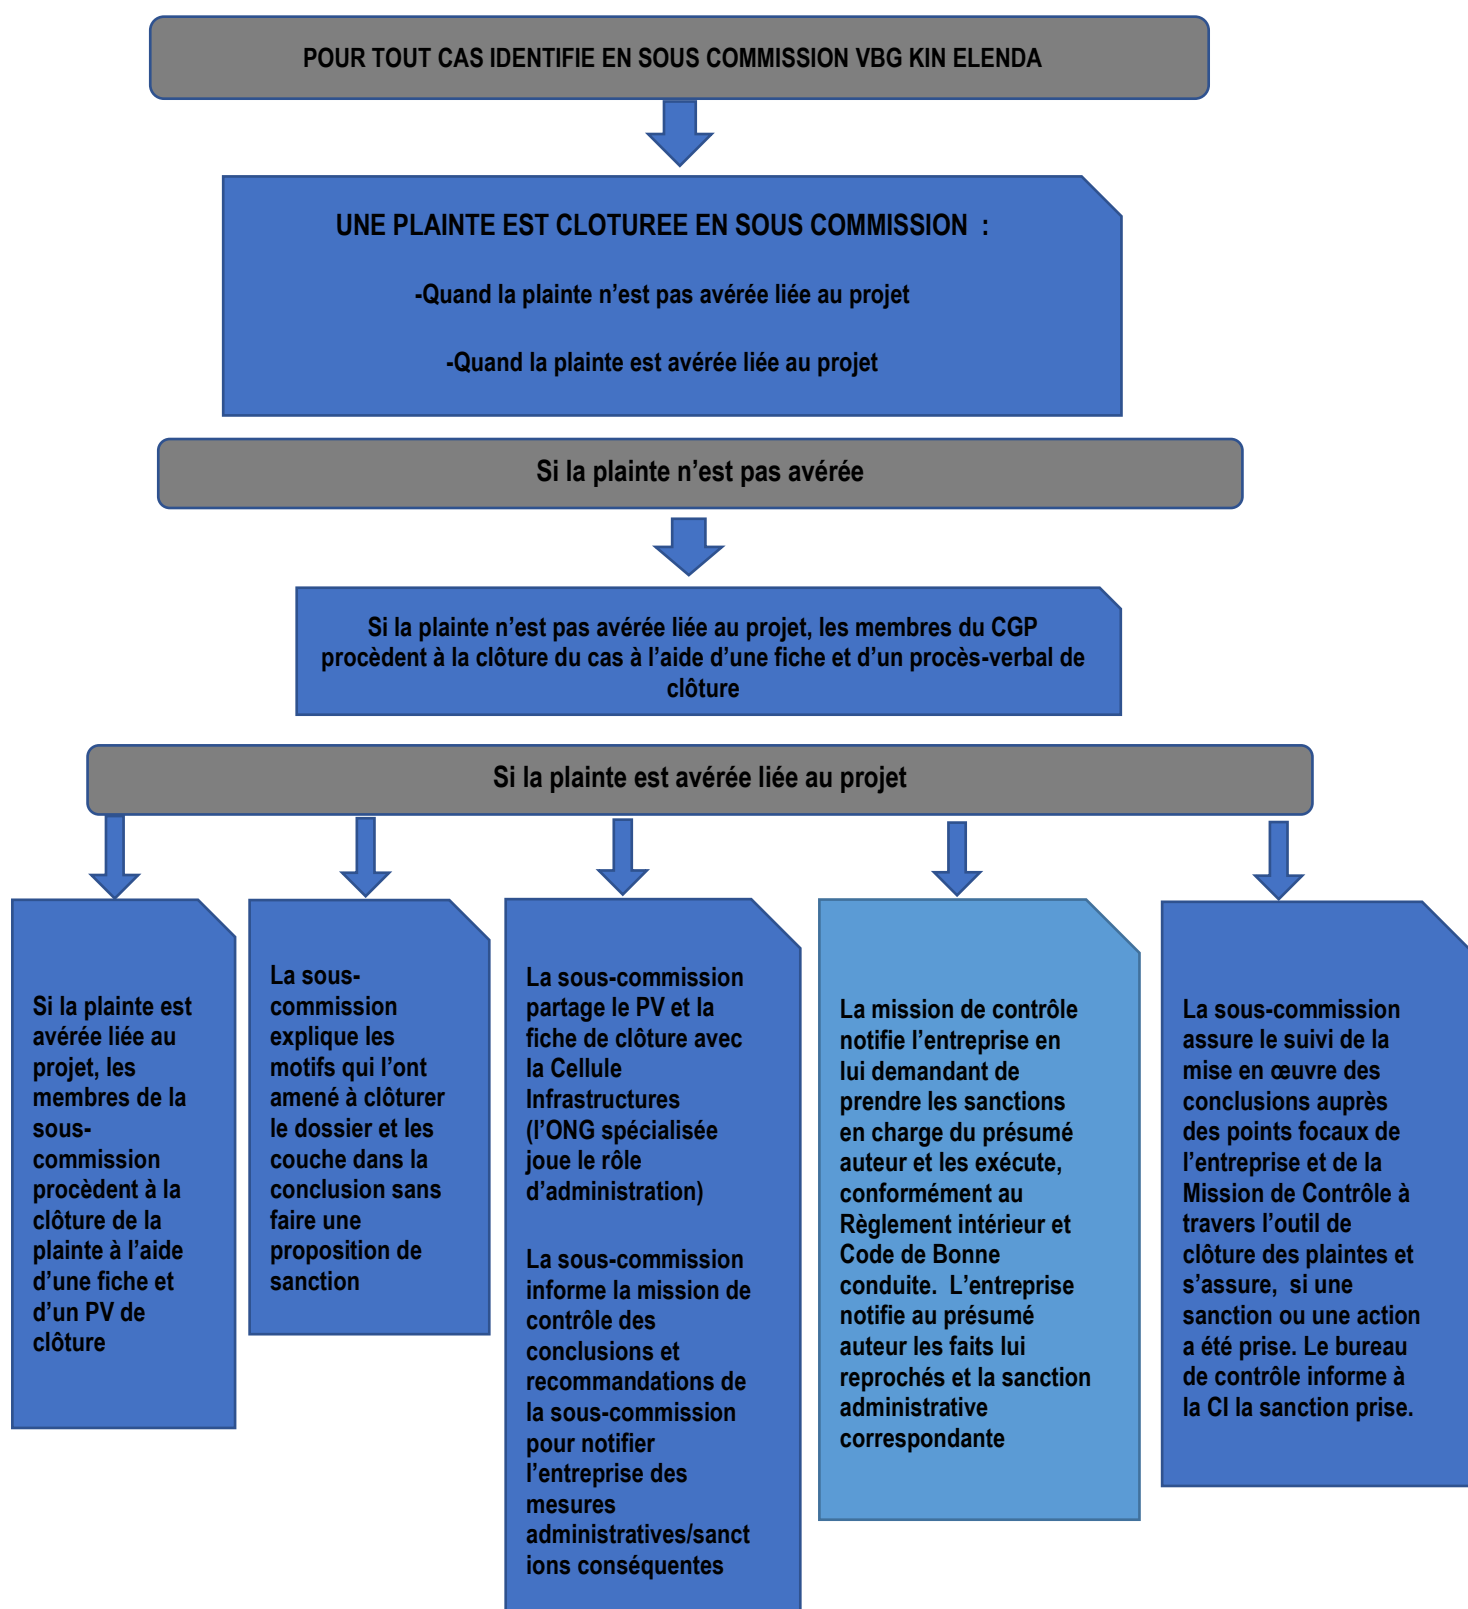 POUR TOUT CAS IDENTIFIE EN SOUS COMMISSION VBG KIN ELENDA
UNE PLAINTE EST CLOTUREE EN SOUS COMMISSION  :
-Quand la plainte n’est pas avérée liée au projet
-Quand la plainte est avérée liée au projet
Si la plainte n’est pas avérée
Si la plainte n’est pas avérée liée au projet, les membres du CGP
procèdent à la clôture du cas à l’aide d’une fiche et d’un procès-verbal de
clôture
Si la plainte est avérée liée au projet
Si la plainte est
avérée liée au
projet, les
membres de la
sous-
commission
procèdent à la
clôture de la
plainte à l’aide
d’une fiche et
d’un PV de
clôture
La sous-
commission
explique les
motifs qui l’ont
amené à clôturer
le dossier et les
couche dans la
conclusion sans
faire une
proposition de
sanction
La sous-commission
partage le PV et la
fiche de clôture avec
la Cellule
Infrastructures
(l’ONG spécialisée
joue le rôle
d’administration)
La sous-commission
informe la mission de
contrôle des
conclusions et
recommandations de
la sous-commission
pour notifier
l’entreprise des
mesures
administratives/sanct
ions conséquentes
La mission de contrôle
notifie l’entreprise en
lui demandant de
prendre les sanctions
en charge du présumé
auteur et les exécute,
conformément au
Règlement intérieur et
Code de Bonne
conduite.  L’entreprise
notifie au présumé
auteur les faits lui
reprochés et la sanction
administrative
correspondante
La sous-commission
assure le suivi de la
mise en œuvre des
conclusions auprès
des points focaux de
l’entreprise et de la
Mission de Contrôle à
travers l’outil de
clôture des plaintes et
s’assure,  si une
sanction ou une action
a été prise. Le bureau
de contrôle informe à
la CI la sanction prise.